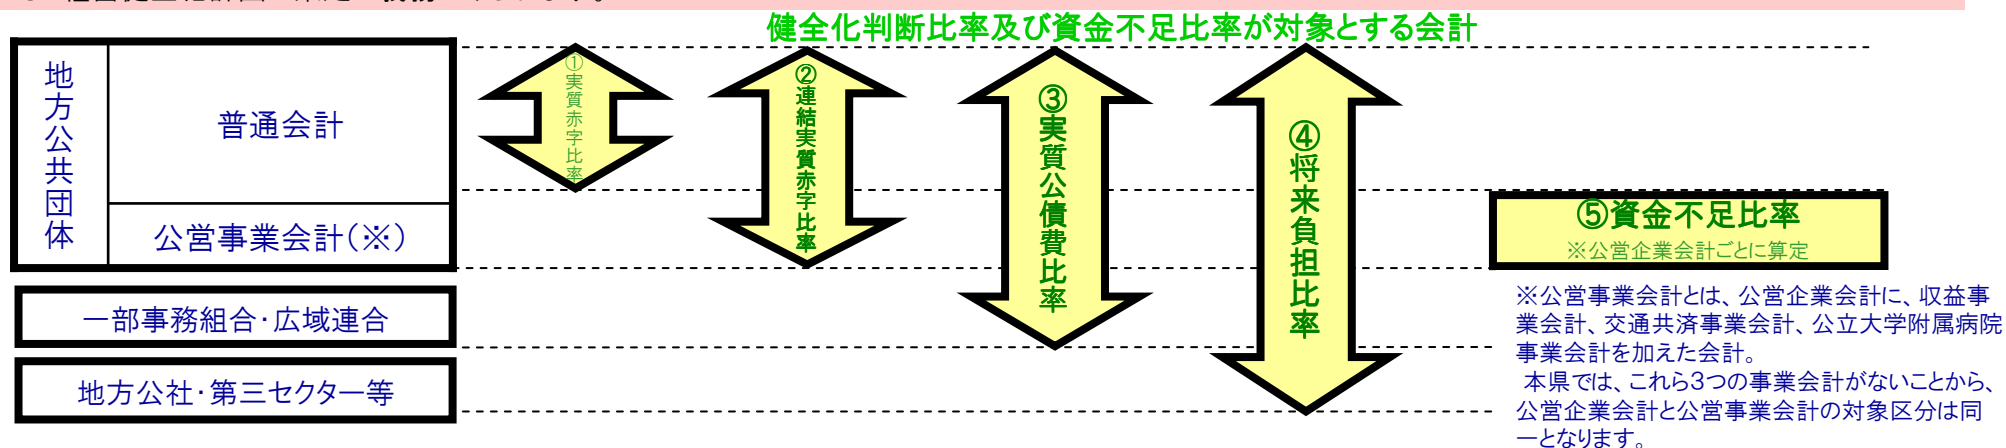 健全化判断比率及び資金不足比率が対象とする会計
地方公共団体
普通会計
公営事業会計(※)
一部事務組合・広域連合
地方公社・第三セクター等
①実質赤字比率
②連結実質赤字比率
③実質公債費比率
④将来負担比率
⑤資金不足比率
※公営企業会計ごとに算定
※公営事業会計とは、公営企業会計に、収益事
業会計、交通共済事業会計、公立大学附属病院
事業会計を加えた会計。
本県では、これら3つの事業会計がないことから、
公営企業会計と公営事業会計の対象区分は同
一となります。